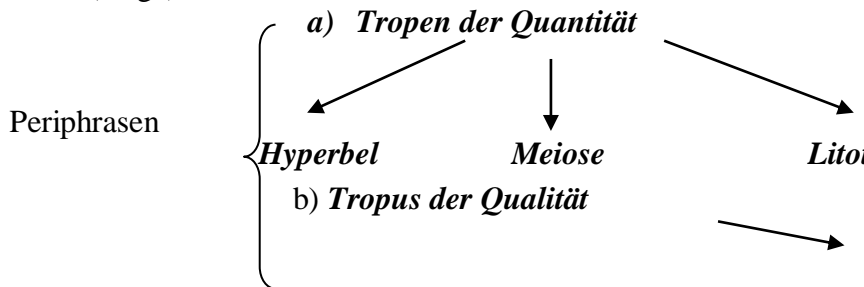 a) Tropen der Quantität
Periphrasen
Hyperbel Meiose
b) Tropus der Qualität